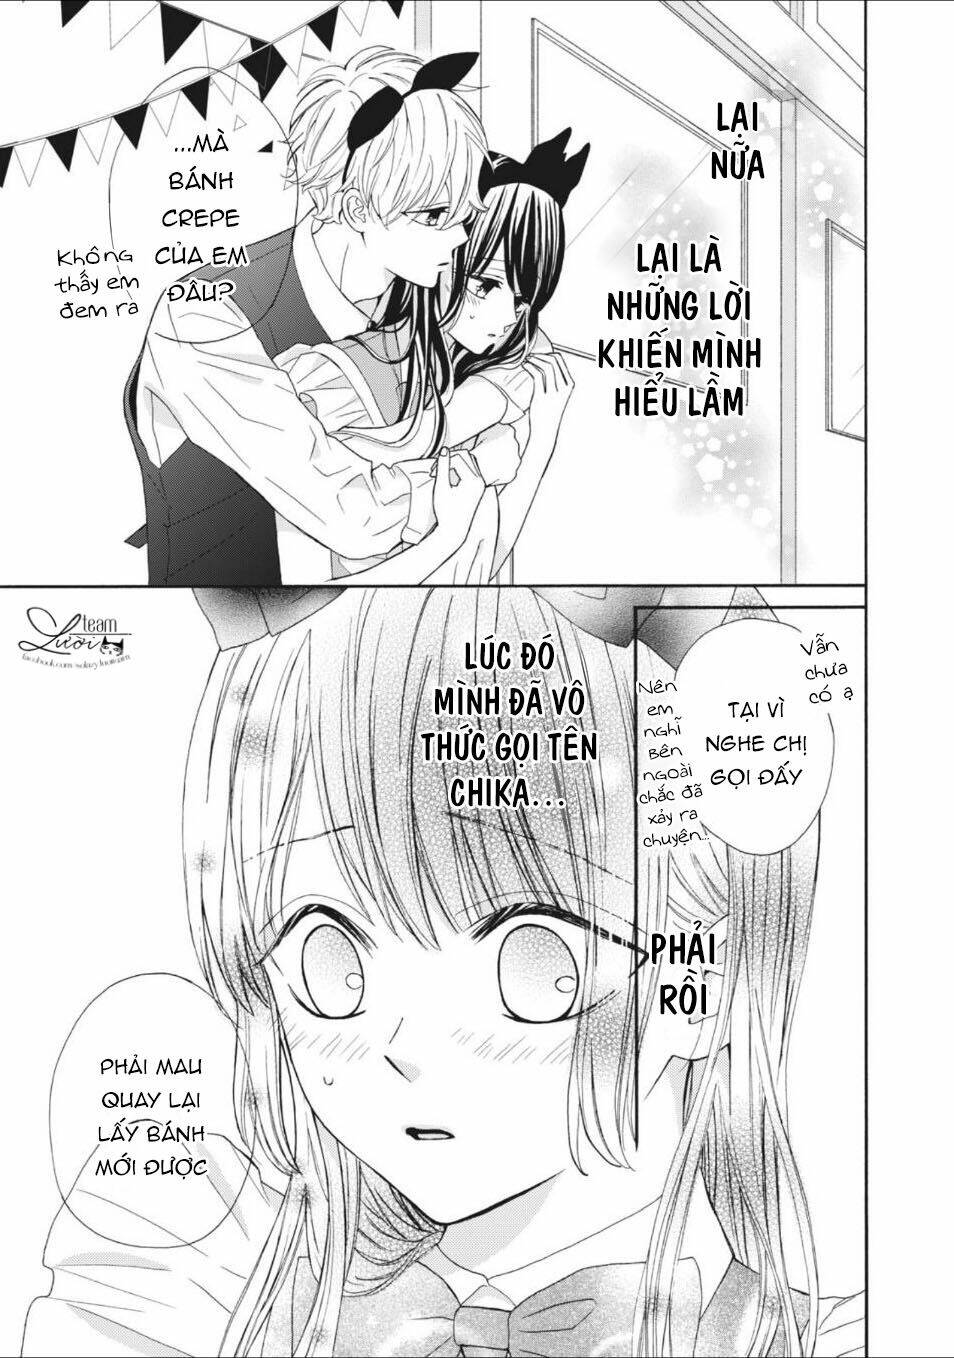 LẠI
NỮA
LẠI LÀ
NHỮNG LỜI
KHIẾN MÌNH
HIỂU LẦM
...MÀ
BÁNH
CREPE
CỦA EM
ĐÂU?
Không
thấy em
đem ra
Vẫn
chưa
có ạ
TẠI VÌ
NGHE CHỊ
GỌI ĐẤY
Nên
em
nghĩ
bên
ngoài
chắc đã
xảy ra
chuyện...
LÚC ĐÓ
MÌNH ĐÃ VÔ
THỨC GỌI TÊN
CHIKA...
team
Lười
PHẢI
RỒI
PHẢI MAU
QUAY LẠI
LẤY BÁNH
MỚI ĐƯỢC